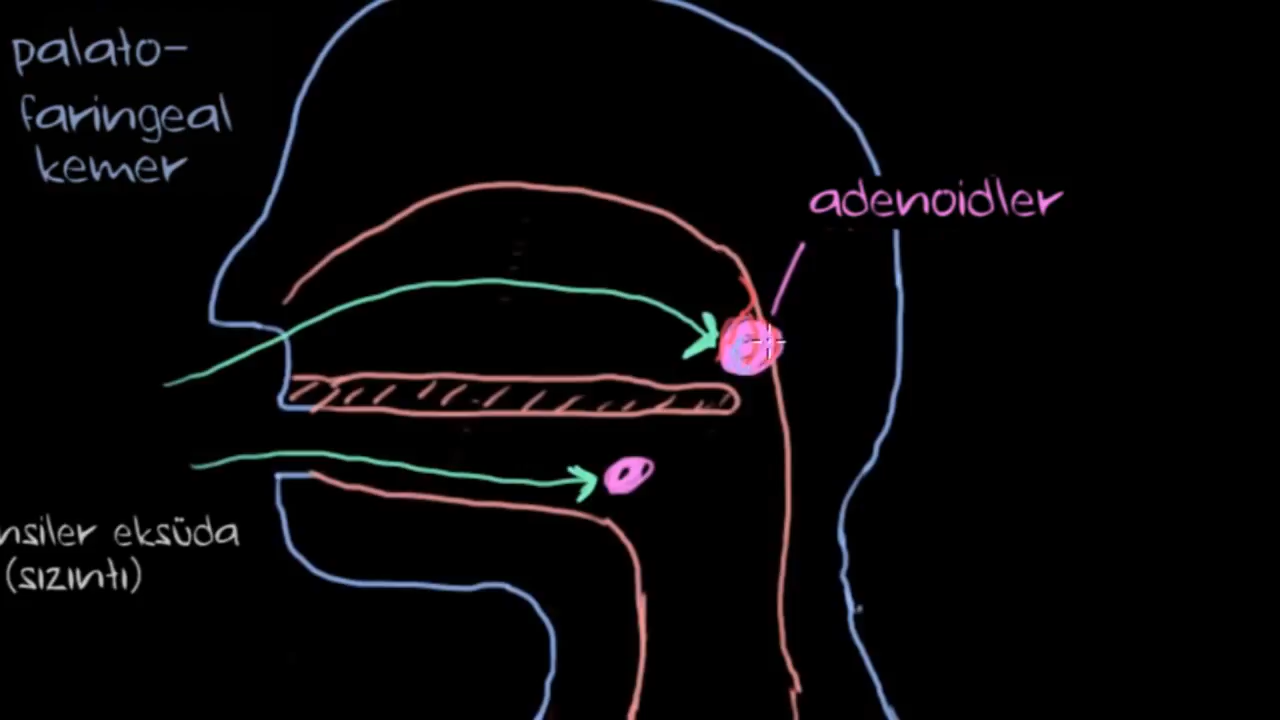 palato-
faringeal
kemer
adenoidler
nsiler eksüda
(sızıntı)